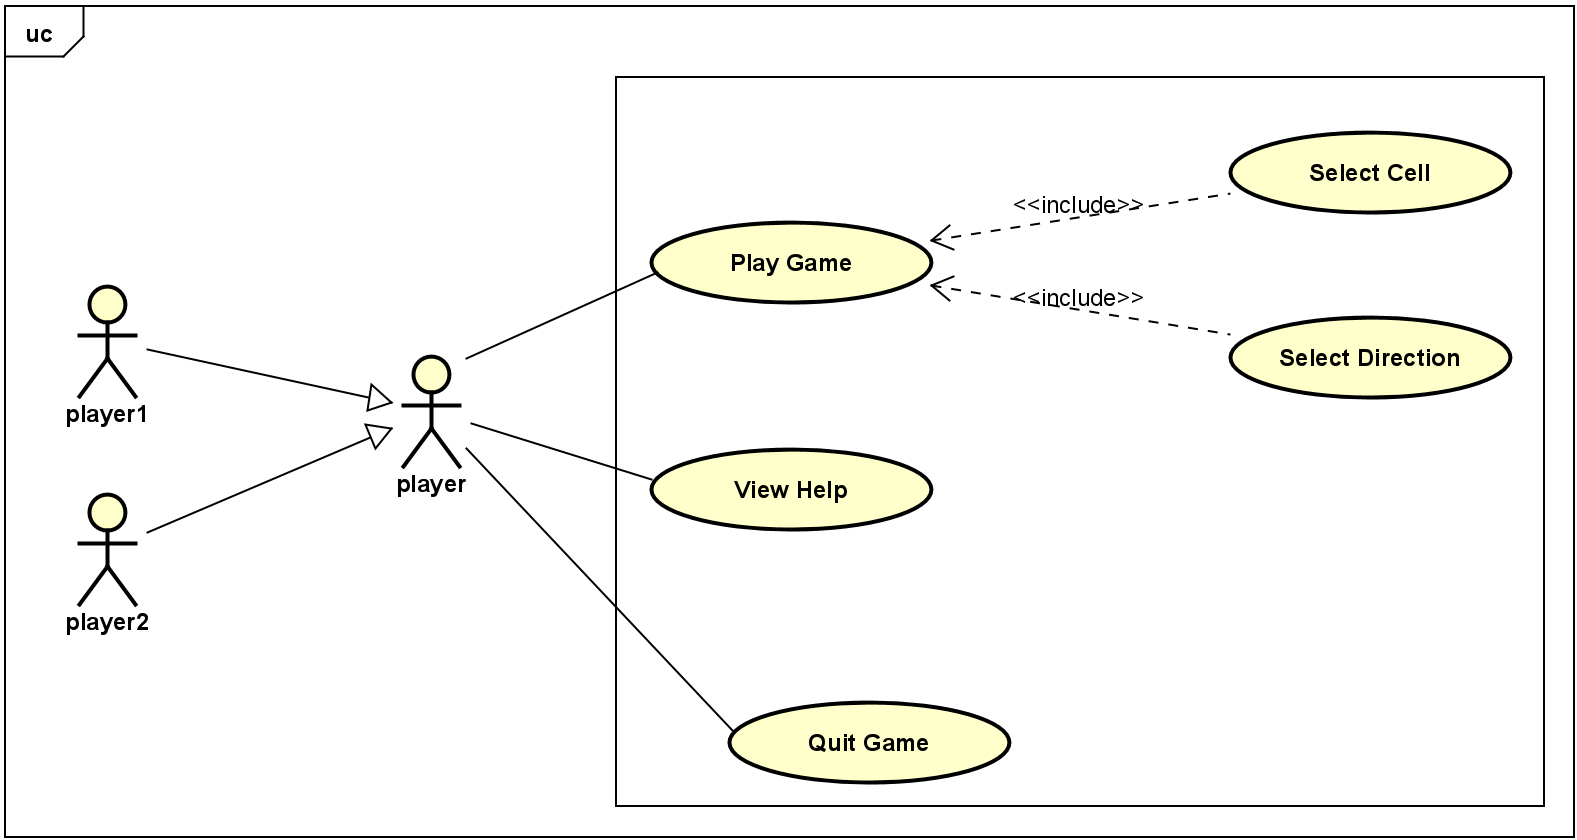 uc
Select Cell
<<include>>
Play Game
<<include>>
Select Direction
player1
player
View Help
player2
Quit Game